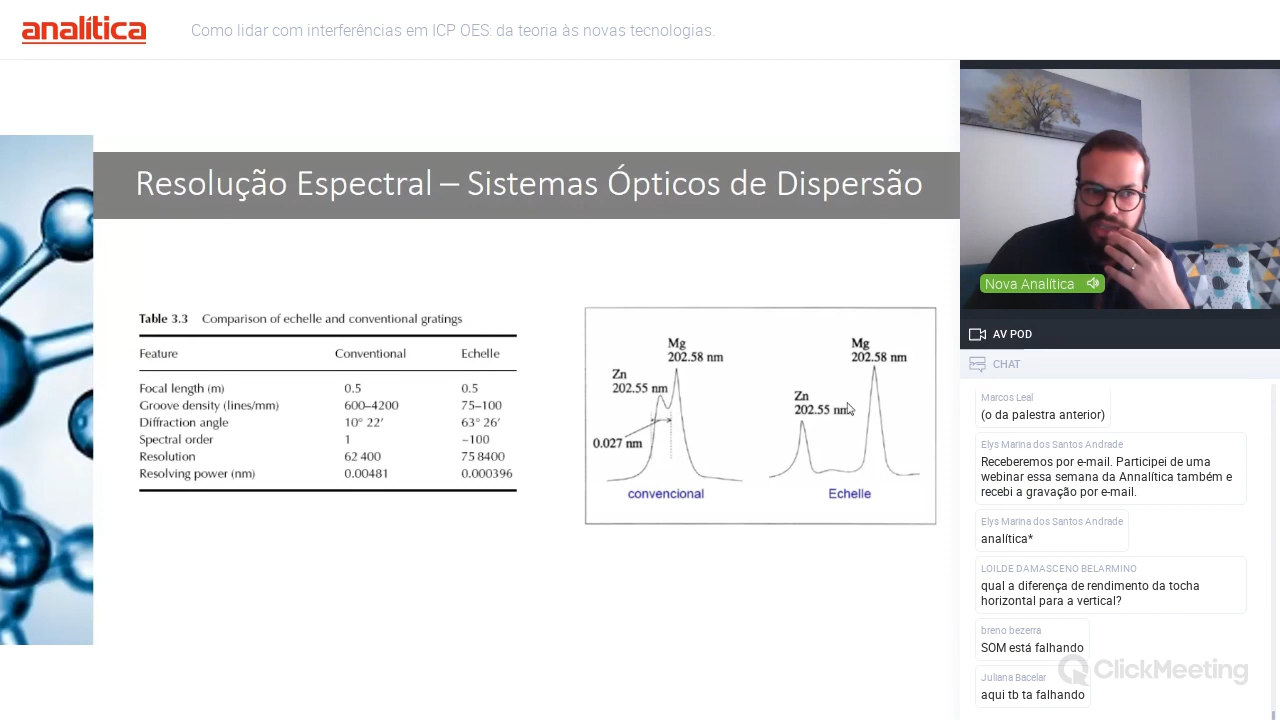 analítica
Como lidar com interferências em ICP OES: da teoria às novas tecnologias.
Resolução Espectral – Sistemas Ópticos de Dispersão
Table 3.3 Comparison of echelle and conventional gratings
Feature Conventional Echelle
Focal length (m) 0.5 0.5
Groove density (lines/mm) 600–4200 75–100
Diffraction angle 10° 22′ 63° 26′
Spectral order 1 ~100
Resolution 62 400 75 8400
Resolving power (nm) 0.00481 0.000396
Mg
202.58 nm
Zn
202.55 nm
0.027 nm
convencional
Mg
202.58 nm
Zn
202.55 nm
Echelle
Nova Analítica
AV POD
CHAT
Marcos Leal
(o da palestra anterior)
Elys Marina dos Santos Andrade
Receberemos por e-mail. Participei de uma
webinar essa semana da Annalítica também e
recebi a gravação por e-mail.
Elys Marina dos Santos Andrade
analítica*
LOILDE DAMASCENO BELARMINO
qual a diferença de rendimento da tocha
horizontal para a vertical?
breno bezerra
SOM está falhando
Juliana Bacelar
aqui tb ta falhando
ClickMeeting